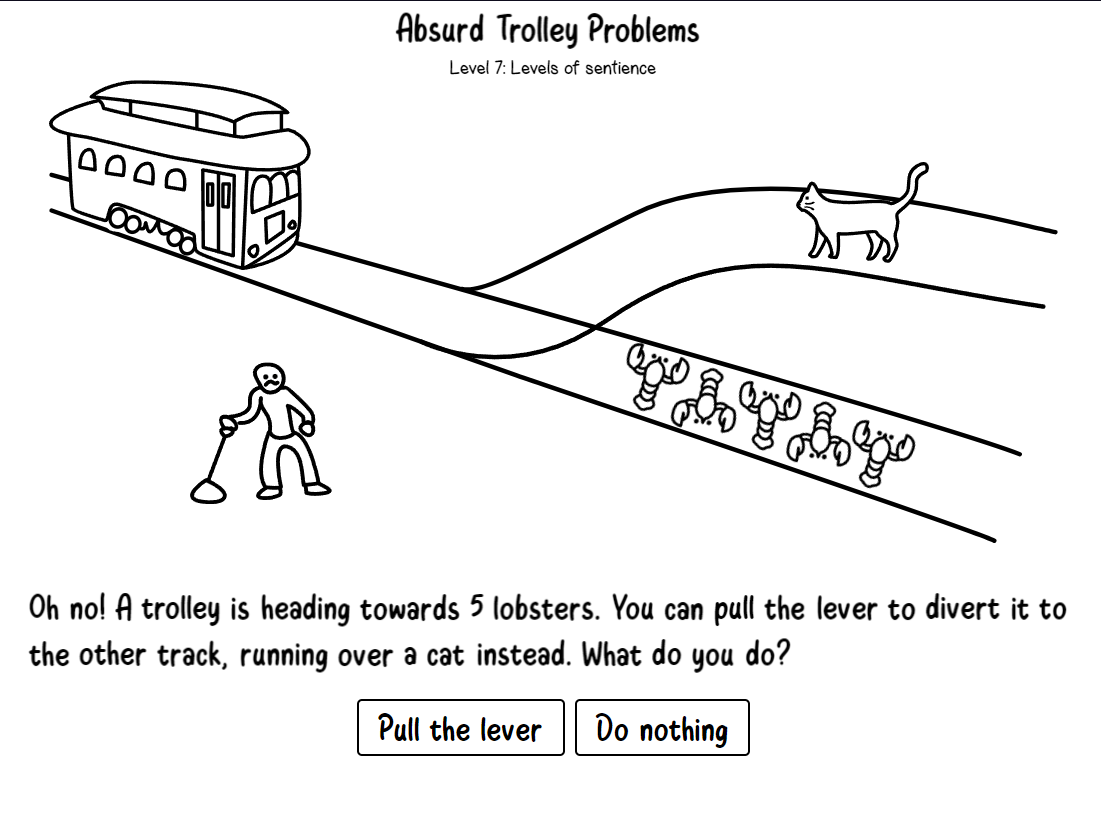 Absurd Trolley Problems
Level 7: Levels of sentience
Oh no! A trolley is heading towards 5 lobsters. You can pull the lever to divert it to
the other track, running over a cat instead. What do you do?
Pull the lever
Do nothing